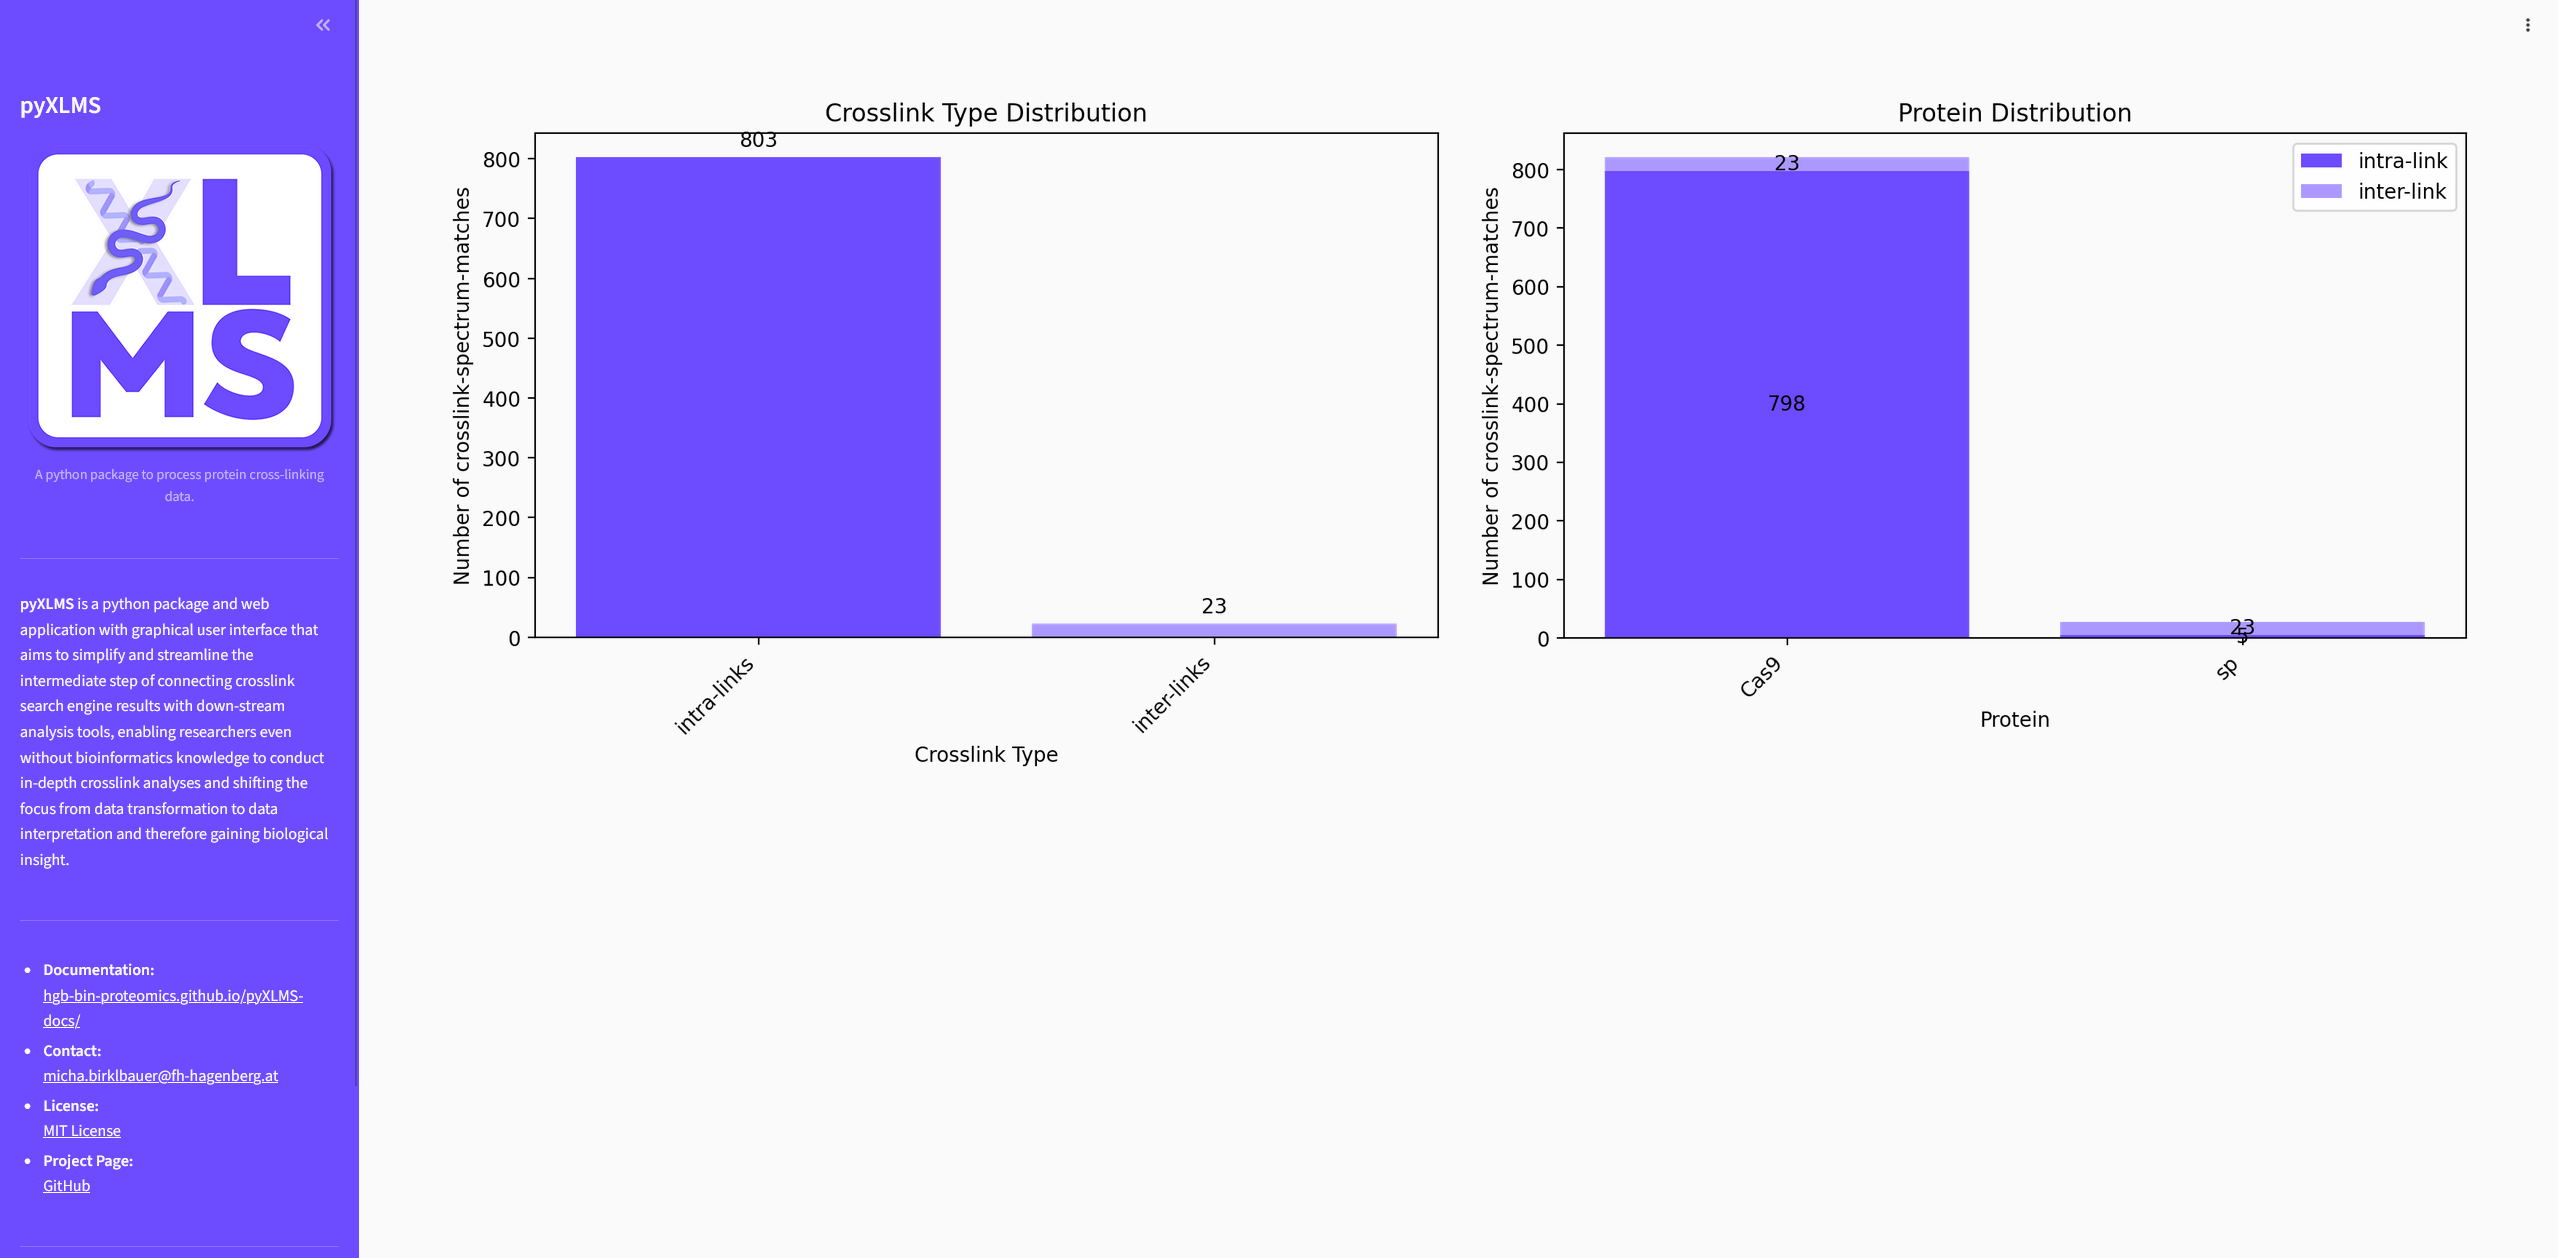 pyXLMS
XL
MS
A python package to process protein cross-linking
data.
pyXLMS is a python package and web
application with graphical user interface that
aims to simplify and streamline the
intermediate step of connecting crosslink
search engine results with down-stream
analysis tools, enabling researchers even
without bioinformatics knowledge to conduct
in-depth crosslink analyses and shifting the
focus from data transformation to data
interpretation and therefore gaining biological
insight.
Documentation:
hgb-bin-proteomics.github.io/pyXLMS-
docs/
Contact:
micha.birklbauer@fh-hagenberg.at
License:
MIT License
Project Page:
GitHub
Crosslink Type Distribution
Number of crosslink-spectrum-matches
800
700
600
500
400
300
200
100
0
803
23
intra-links
inter-links
Crosslink Type
Protein Distribution
Number of crosslink-spectrum-matches
800
700
600
500
400
300
200
100
0
23
798
23
5
intra-link
inter-link
Cas9
sp
Protein